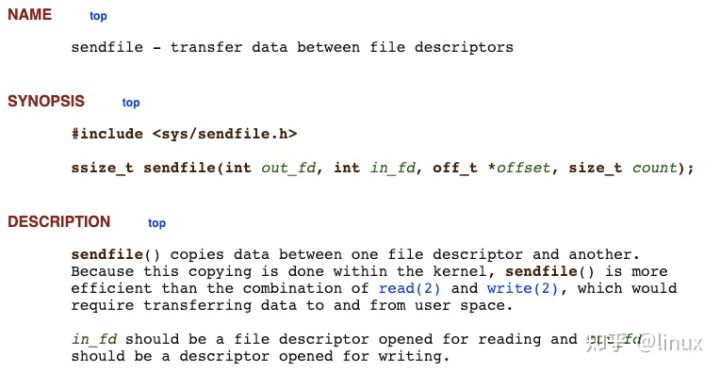 NAME top
sendfile - transfer data between file descriptors
SYNOPSIS top
#include <sys/sendfile.h>
ssize_t sendfile(int out_fd, int in_fd, off_t *offset, size_t count);
DESCRIPTION top
sendfile() copies data between one file descriptor and another.
Because this copying is done within the kernel, sendfile() is more
efficient than the combination of read(2) and write(2), which would
require transferring data to and from user space.
in_fd should be a file descriptor opened for reading and out_fd
should be a descriptor opened for writing.
知乎 @linux